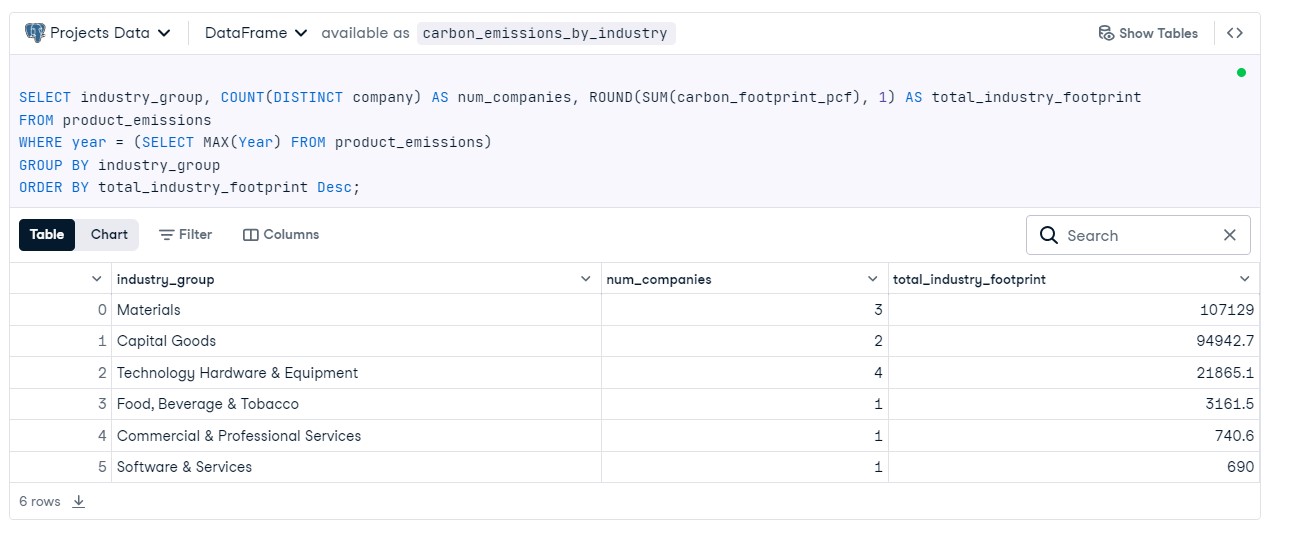 Projects Data DataFrame available as carbon_emissions_by_industry Show Tables <>
SELECT industry_group, COUNT(DISTINCT company) AS num_companies, ROUND(SUM(carbon_footprint_pcf), 1) AS total_industry_footprint
FROM product_emissions
WHERE year = (SELECT MAX(Year) FROM product_emissions)
GROUP BY industry_group
ORDER BY total_industry_footprint Desc;
Table Chart Filter Columns Search
industry_group num_companies total_industry_footprint
0 Materials 3 107129
1 Capital Goods 2 94942.7
2 Technology Hardware & Equipment 4 21865.1
3 Food, Beverage & Tobacco 1 3161.5
4 Commercial & Professional Services 1 740.6
5 Software & Services 1 690
6 rows